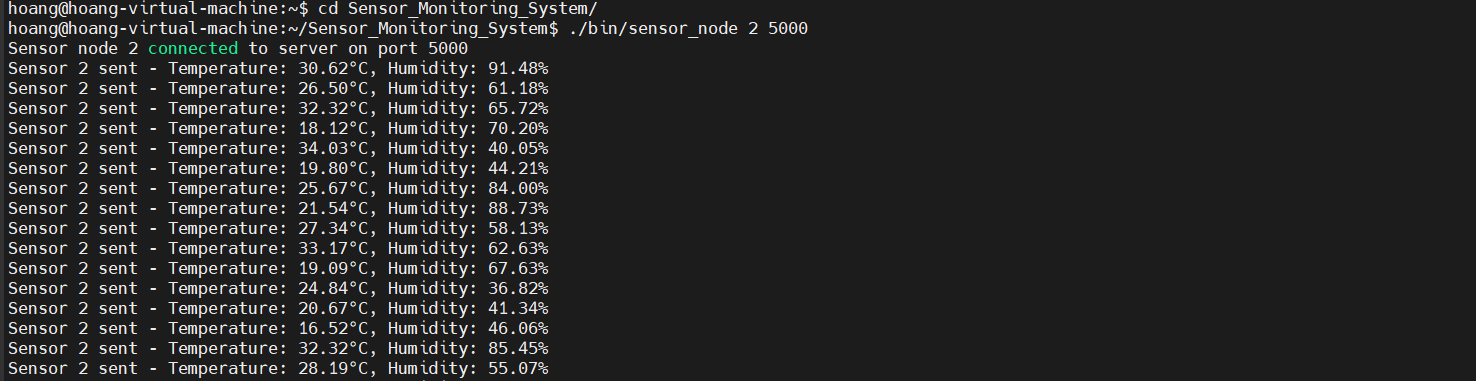 hoang@hoang-virtual-machine:~$ cd Sensor_Monitoring_System/
hoang@hoang-virtual-machine:~/Sensor_Monitoring_System$ ./bin/sensor_node 2 5000
Sensor node 2 connected to server on port 5000
Sensor 2 sent - Temperature: 30.62°C, Humidity: 91.48%
Sensor 2 sent - Temperature: 26.50°C, Humidity: 61.18%
Sensor 2 sent - Temperature: 32.32°C, Humidity: 65.72%
Sensor 2 sent - Temperature: 18.12°C, Humidity: 70.20%
Sensor 2 sent - Temperature: 34.03°C, Humidity: 40.05%
Sensor 2 sent - Temperature: 19.80°C, Humidity: 44.21%
Sensor 2 sent - Temperature: 25.67°C, Humidity: 84.00%
Sensor 2 sent - Temperature: 21.54°C, Humidity: 88.73%
Sensor 2 sent - Temperature: 27.34°C, Humidity: 58.13%
Sensor 2 sent - Temperature: 33.17°C, Humidity: 62.63%
Sensor 2 sent - Temperature: 19.09°C, Humidity: 67.63%
Sensor 2 sent - Temperature: 24.84°C, Humidity: 36.82%
Sensor 2 sent - Temperature: 20.67°C, Humidity: 41.34%
Sensor 2 sent - Temperature: 16.52°C, Humidity: 46.06%
Sensor 2 sent - Temperature: 32.32°C, Humidity: 85.45%
Sensor 2 sent - Temperature: 28.19°C, Humidity: 55.07%